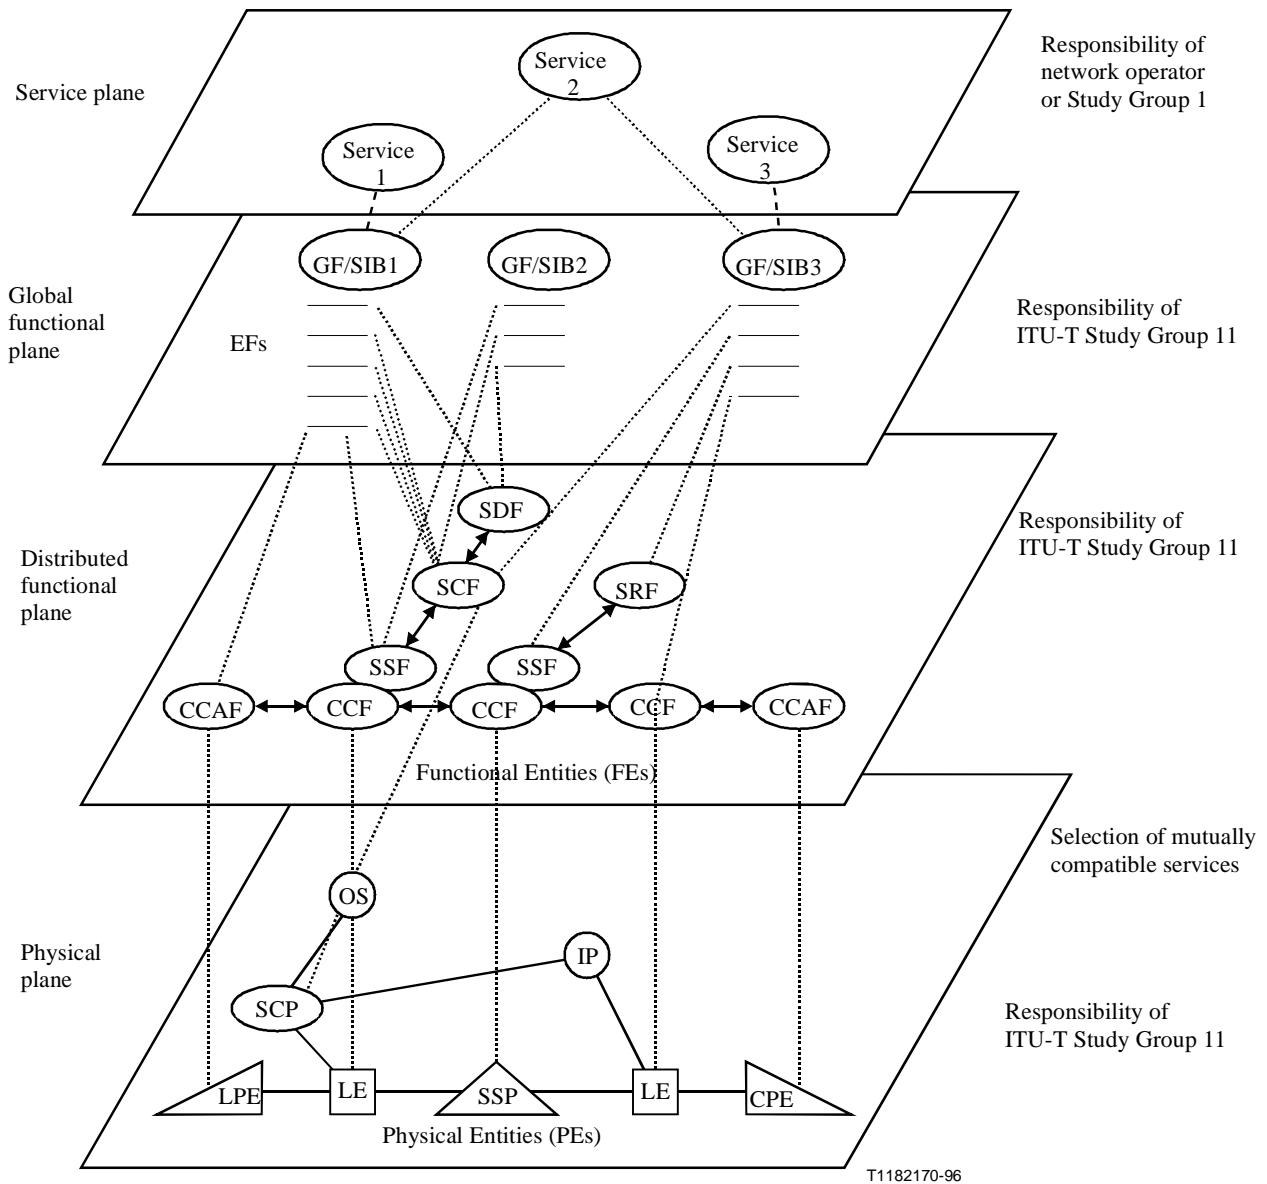 Service plane
Service
2
Service
1
Service
3
Responsibility of
network operator
or Study Group 1
Global
functional
plane
GF/SIB1
GF/SIB2
GF/SIB3
EFs
Responsibility of
ITU-T Study Group 11
Distributed
functional
plane
SDF
SCF
SRF
SSF
SSF
CCAF
CCF
CCF
CCF
CCAF
Functional Entities (FEs)
Responsibility of
ITU-T Study Group 11
Physical
plane
OS
IP
SCP
LPE
LE
SSP
LE
CPE
Physical Entities (PEs)
Selection of mutually
compatible services
Responsibility of
ITU-T Study Group 11
T1182170-96